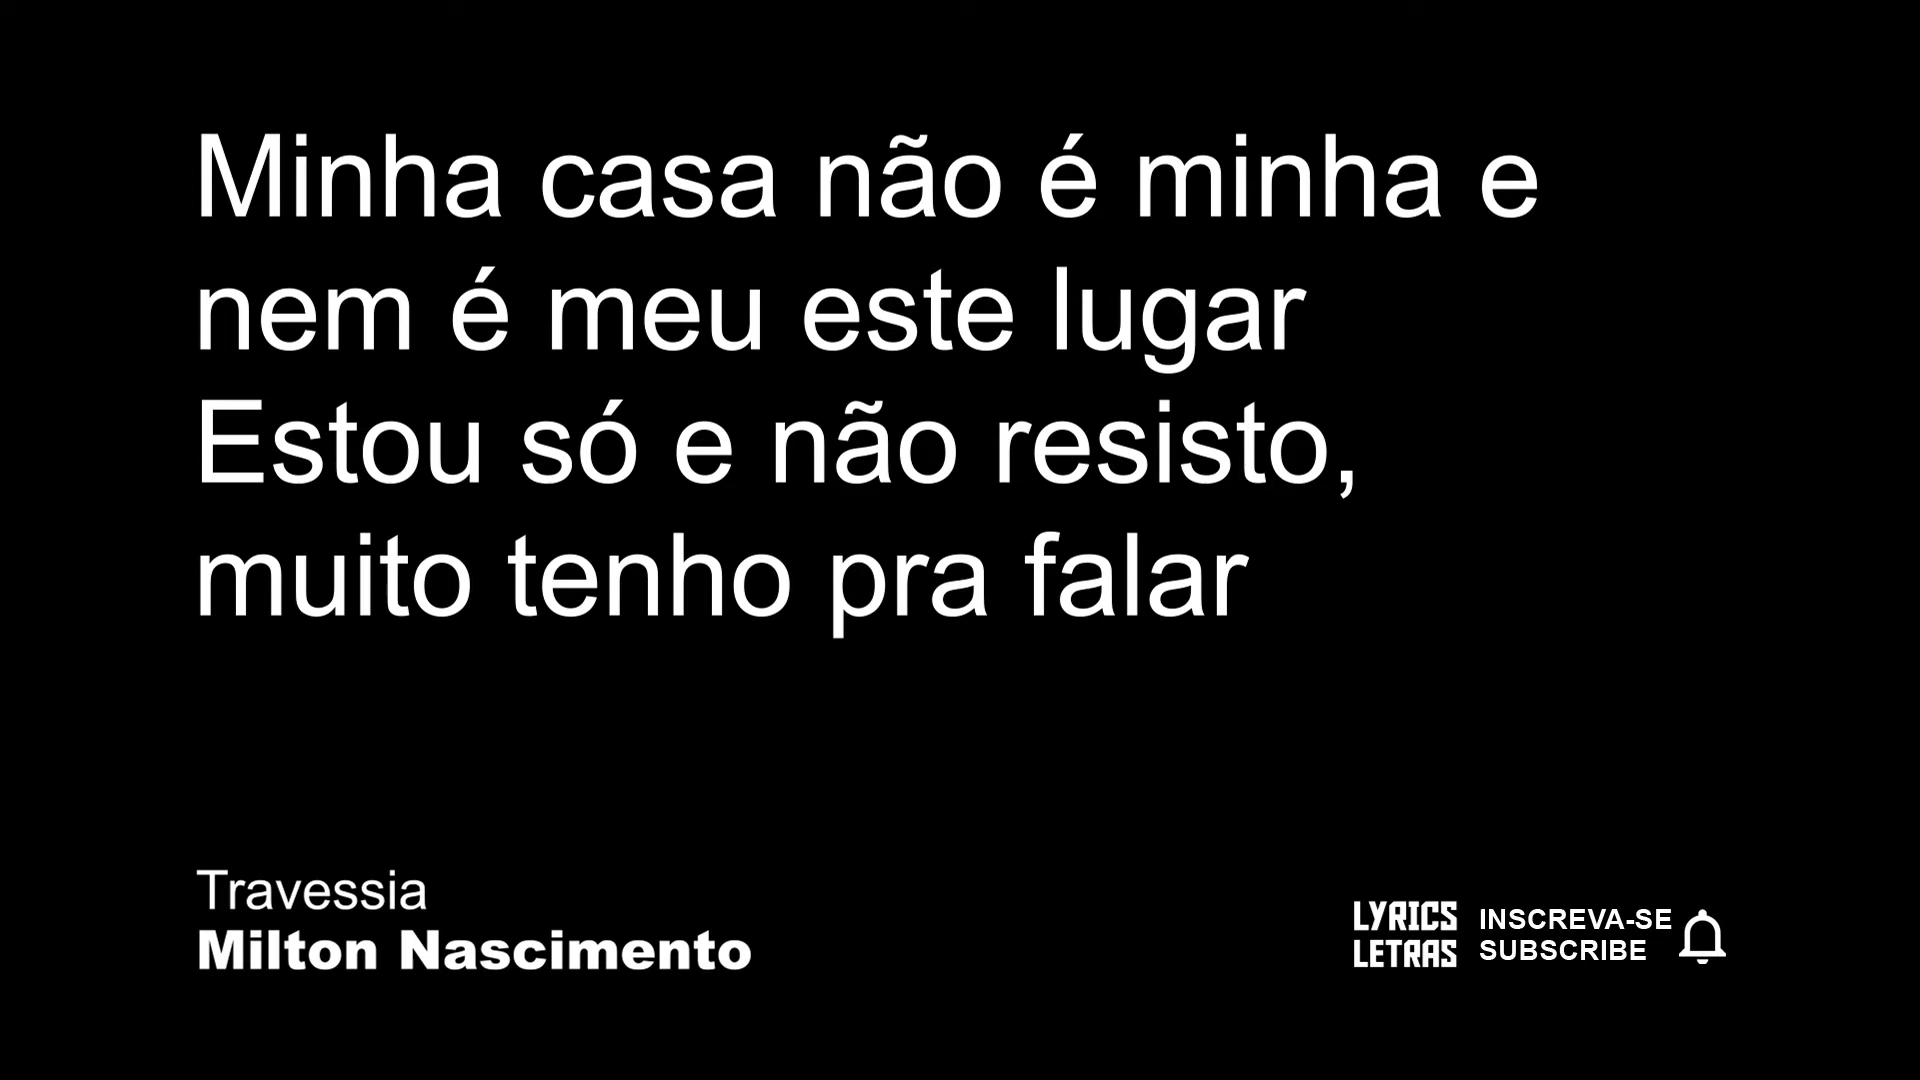 Minha casa não é minha e
nem é meu este lugar
Estou só e não resisto,
muito tenho pra falar
Travessia
Milton Nascimento
LYRICS
LETRAS
INSCREVA-SE
SUBSCRIBE